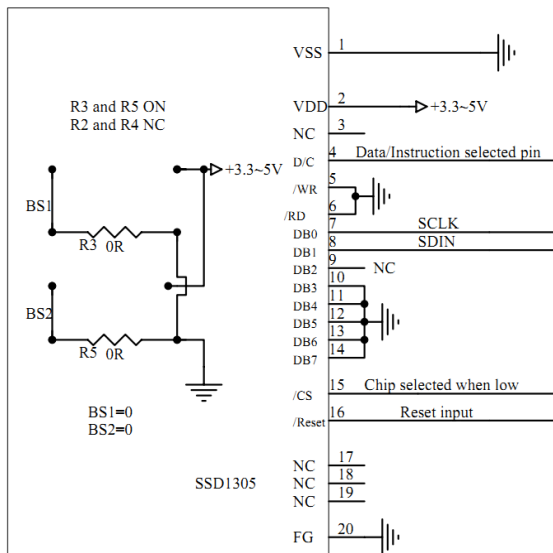 VSS 1
R3 and R5 ON
R2 and R4 NC
VDD 2 +3.3~5V
NC 3
D/C 4 Data/Instruction selected pin
+3.3~5V
/WR 5
/RD 6
BS1
DB0 7 SCLK
R3 0R
DB1 8 SDIN
DB2 9 NC
DB3 10
DB4 11
BS2
DB5 12
DB6 13
R5 0R
DB7 14
/CS 15 Chip selected when low
BS1=0
BS2=0
/Reset 16 Reset input
NC 17
NC 18
SSD1305
NC 19
FG 20